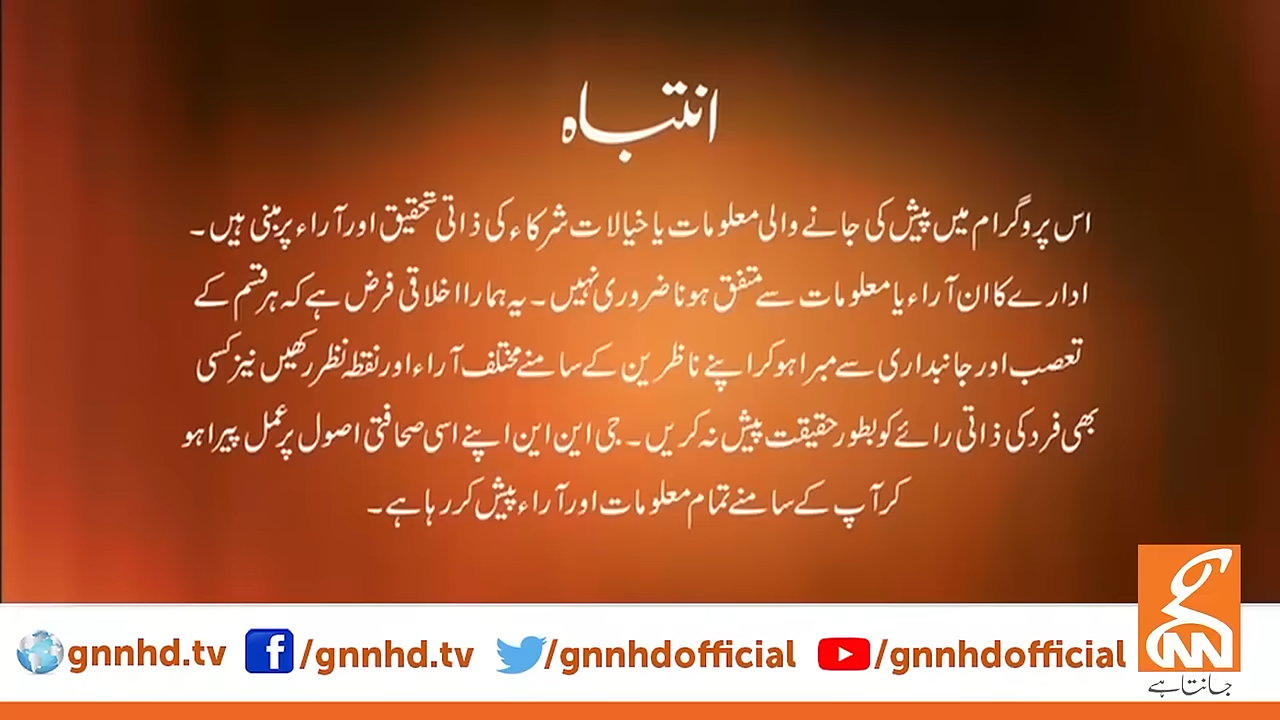 انتباہ
اس پروگرام میں پیش کی جانے والی معلومات یا خیالات شرکاء کی ذاتی تحقیق اور آراء پر مبنی ہیں۔
ادارے کا ان آراء یا معلومات سے متفق ہونا ضروری نہیں۔ یہ ہمارا اخلاقی فرض ہے کہ ہر قسم کے
تعصب اور جانبداری سے مبرا ہو کر اپنے ناظرین کے سامنے مختلف آراء اور نقطہ نظر رکھیں نیز کسی
بھی فرد کی ذاتی رائے کو بطور حقیقت پیش نہ کریں۔ جی این این اپنے اسی صحافتی اصول پر عمل پیرا ہو
کر آپ کے سامنے تمام معلومات اور آراء پیش کر رہا ہے۔
gnnhd.tv /gnnhd.tv /gnnhdofficial /gnnhdofficial
GNN
جانتا ہے